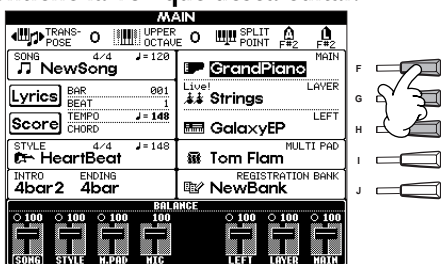 MAIN
TRANS-POSE 0 UPPER OCTAVE 0 SPLIT POINT F#2 F#2
SONG 4/4 ♩=120
NewSong
BAR 001
Lyrics
BEAT 1
TEMPO ♩=148
Score
CHORD
STYLE 4/4 ♩=148
HeartBeat
INTRO ENDING
4bar2 4bar
MAIN
GrandPiano
Live! LAYER
Strings
LEFT
GalaxyEP
MULTI PAD
Tom Flam
REGISTRATION BANK
NewBank
F
G
H
I
J
BALANCE
100 100 100 100 100 100 100
SONG STYLE M.PAD MIC LEFT LAYER MAIN